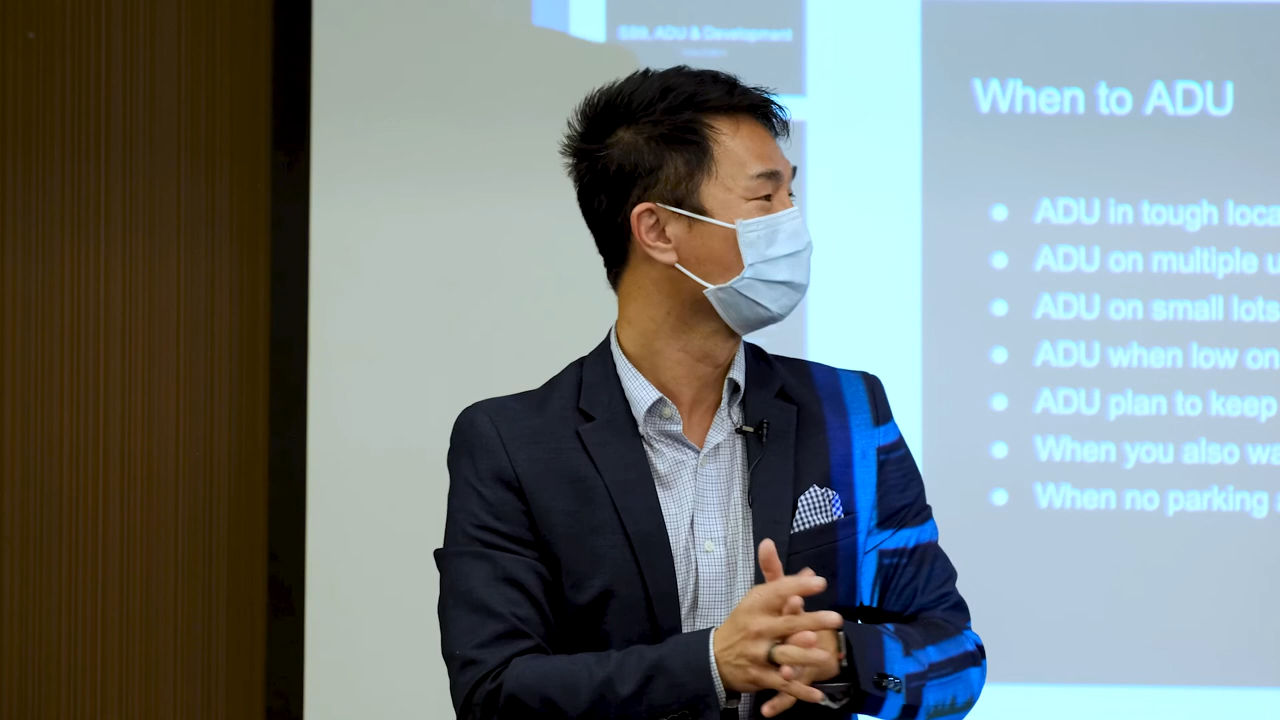 SB9, ADU & Development
When to ADU
• ADU in tough loca
• ADU on multiple u
• ADU on small lots
• ADU when low on
• ADU plan to keep
• When you also wa
• When no parking